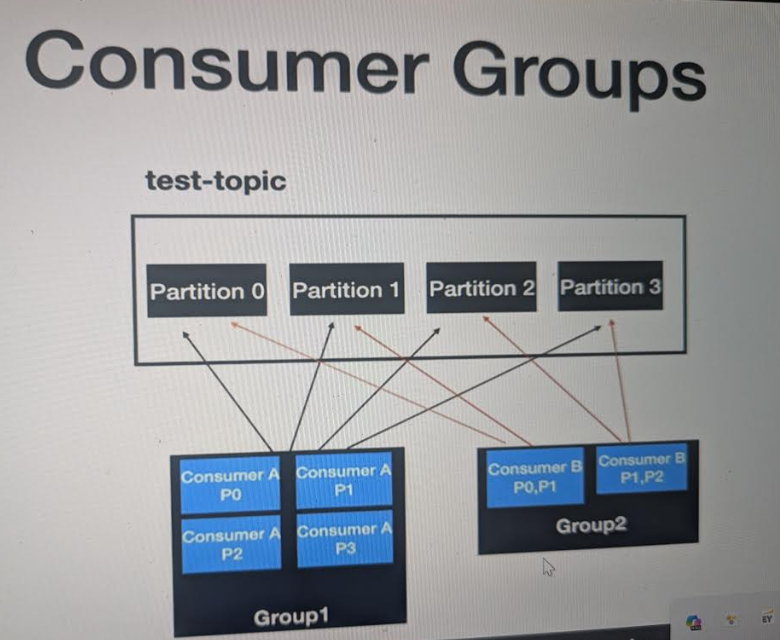 Consumer Groups
test-topic
Partition 0
Partition 1
Partition 2
Partition 3
Consumer A
P0
Consumer A
P1
Consumer A
P2
Consumer A
P3
Group1
Consumer B
P0,P1
Consumer B
P1,P2
Group2
EY